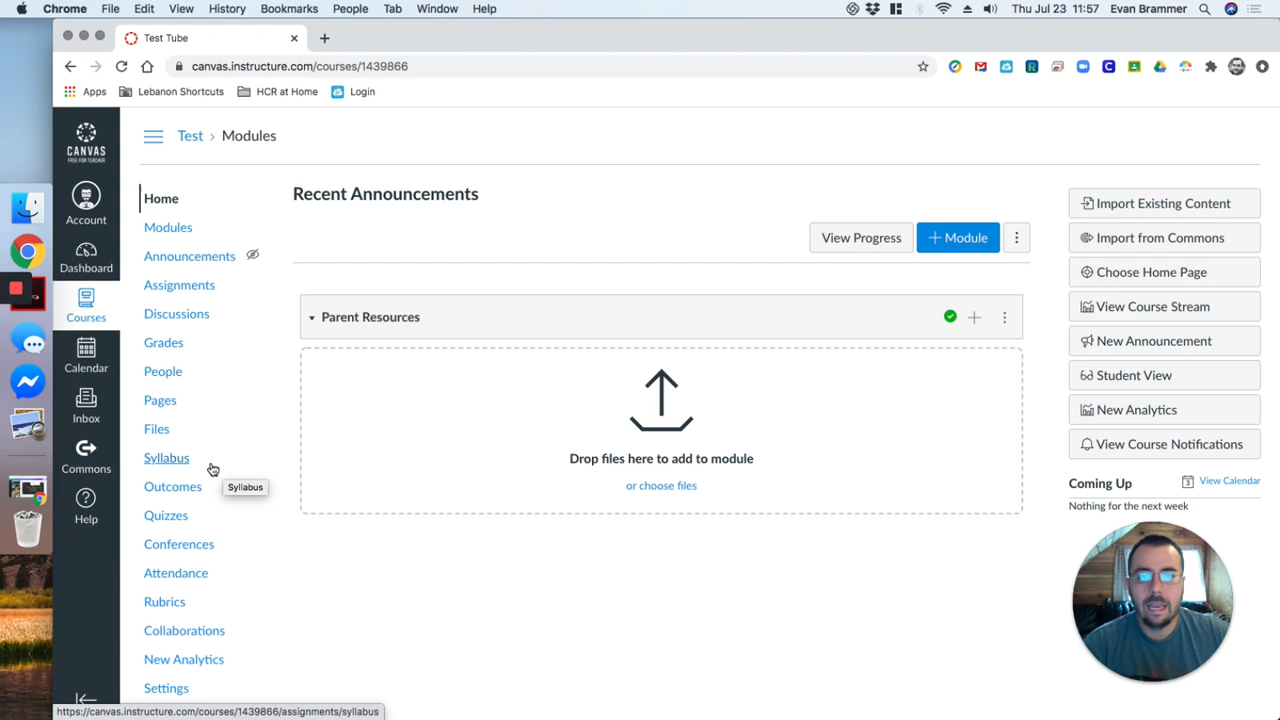 Chrome File Edit View History Bookmarks People Tab Window Help Thu Jul 23 11:57 Evan Brammer
Test Tube
canvas.instructure.com/courses/1439866
Apps Lebanon Shortcuts HCR at Home Login
CANVAS
FREE FOR TEACHER
Account
Dashboard
Courses
Calendar
Inbox
Commons
Help
Test > Modules
Home
Modules
Announcements
Assignments
Discussions
Grades
People
Pages
Files
Syllabus
Syllabus
Outcomes
Quizzes
Conferences
Attendance
Rubrics
Collaborations
New Analytics
Settings
https://canvas.instructure.com/courses/1439866/assignments/syllabus
Recent Announcements
View Progress
+ Module
Parent Resources
Drop files here to add to module
or choose files
Import Existing Content
Import from Commons
Choose Home Page
View Course Stream
New Announcement
Student View
New Analytics
View Course Notifications
Coming Up View Calendar
Nothing for the next week